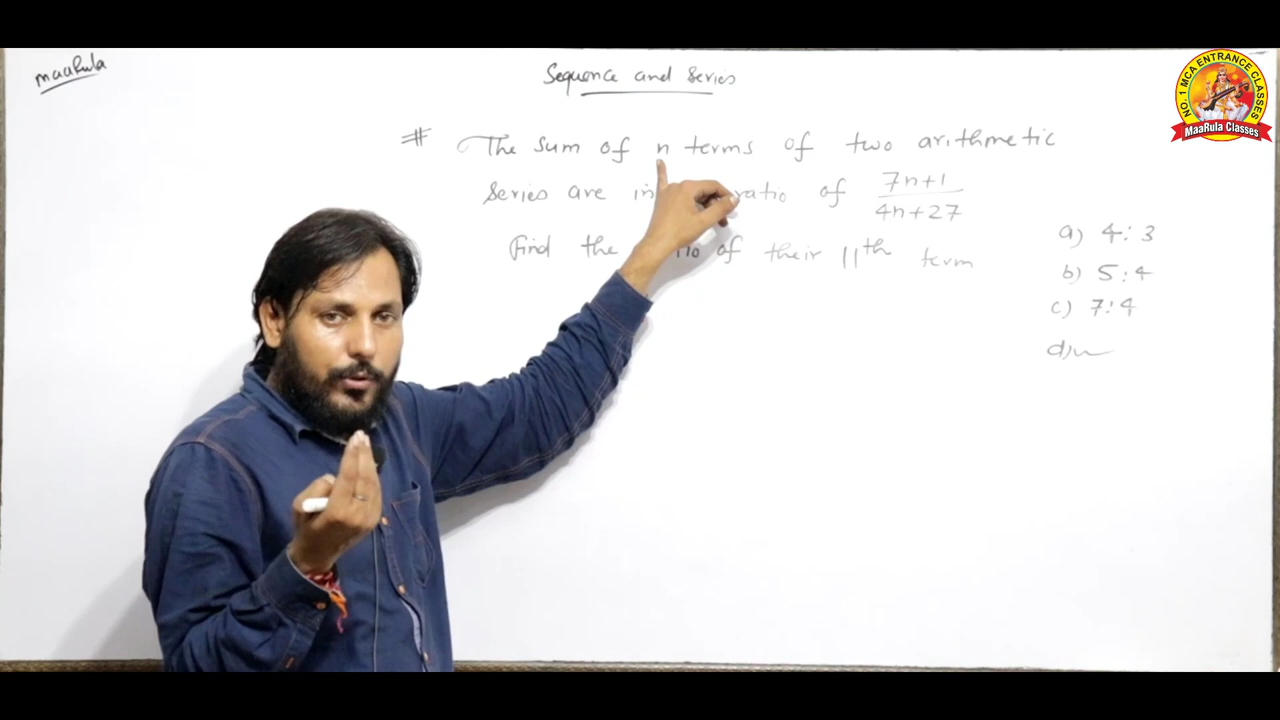 maaRula
Sequence and Series
# The sum of n terms of two arithmetic
series are in ratio of 7n+1
4n+27
Find the of their 11th term
a) 4:3
b) 5:4
c) 7:4
d)
NO. 1 MCA ENTRANCE CLASSES
MaaRula Classes